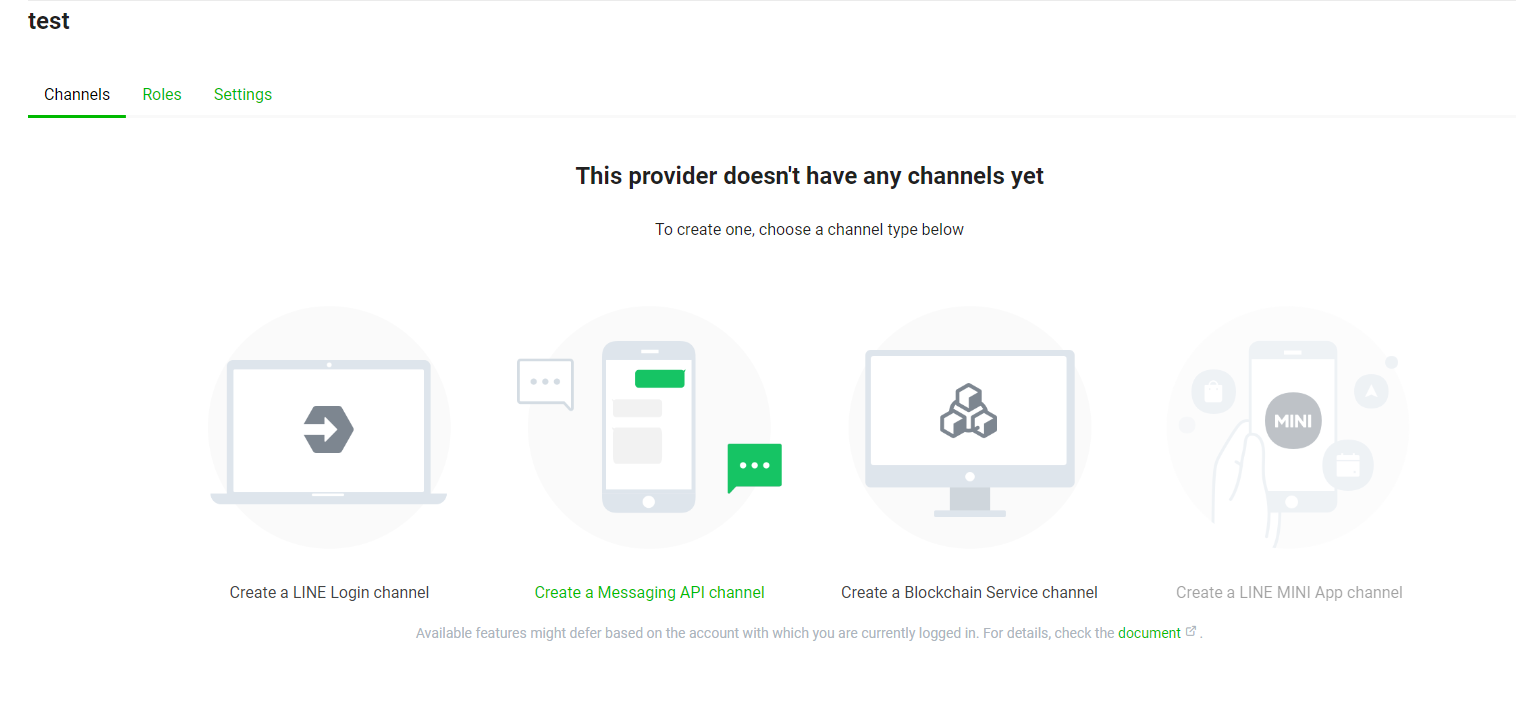 test
Channels Roles Settings
This provider doesn't have any channels yet
To create one, choose a channel type below
MINI
Create a LINE Login channel Create a Messaging API channel Create a Blockchain Service channel Create a LINE MINI App channel
Available features might defer based on the account with which you are currently logged in. For details, check the document .